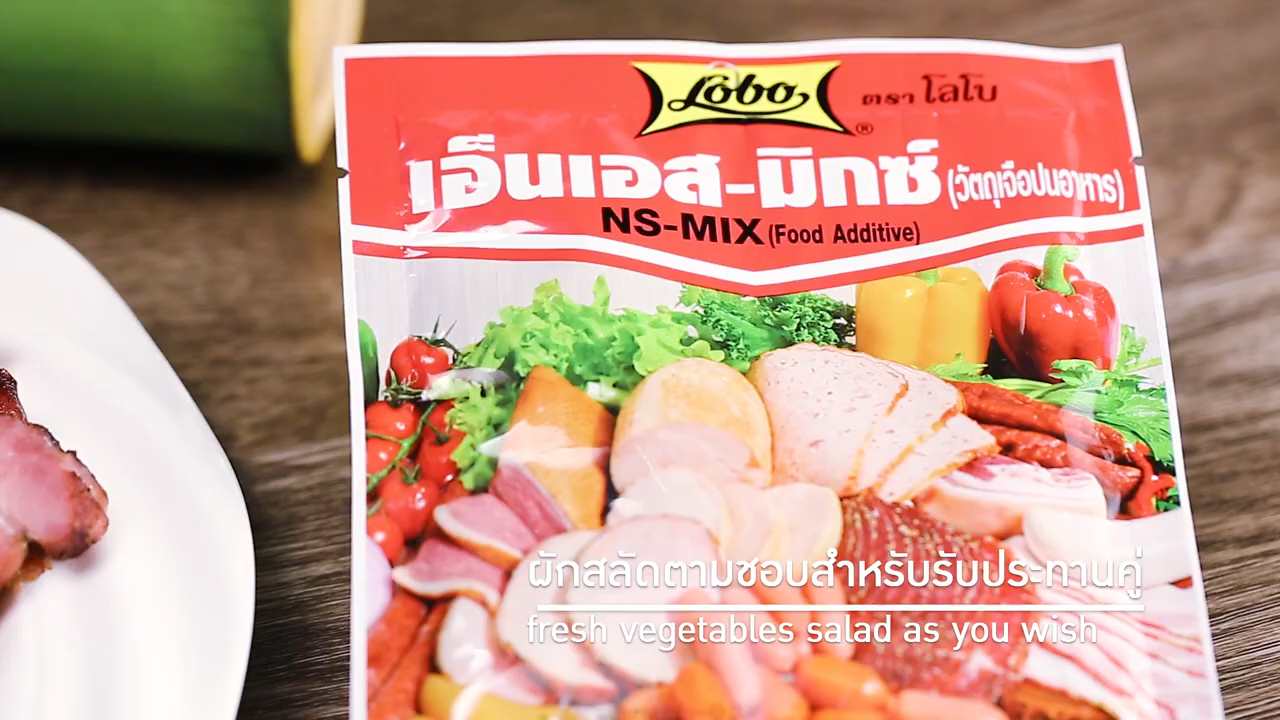 Lobo
®
ตรา โลโบ
เอ็นเอส-มิกซ์ (วัตถุเจือปนอาหาร)
NS-MIX (Food Additive)
ผักสลัดตามชอบสำหรับรับประทานคู่
fresh vegetables salad as you wish